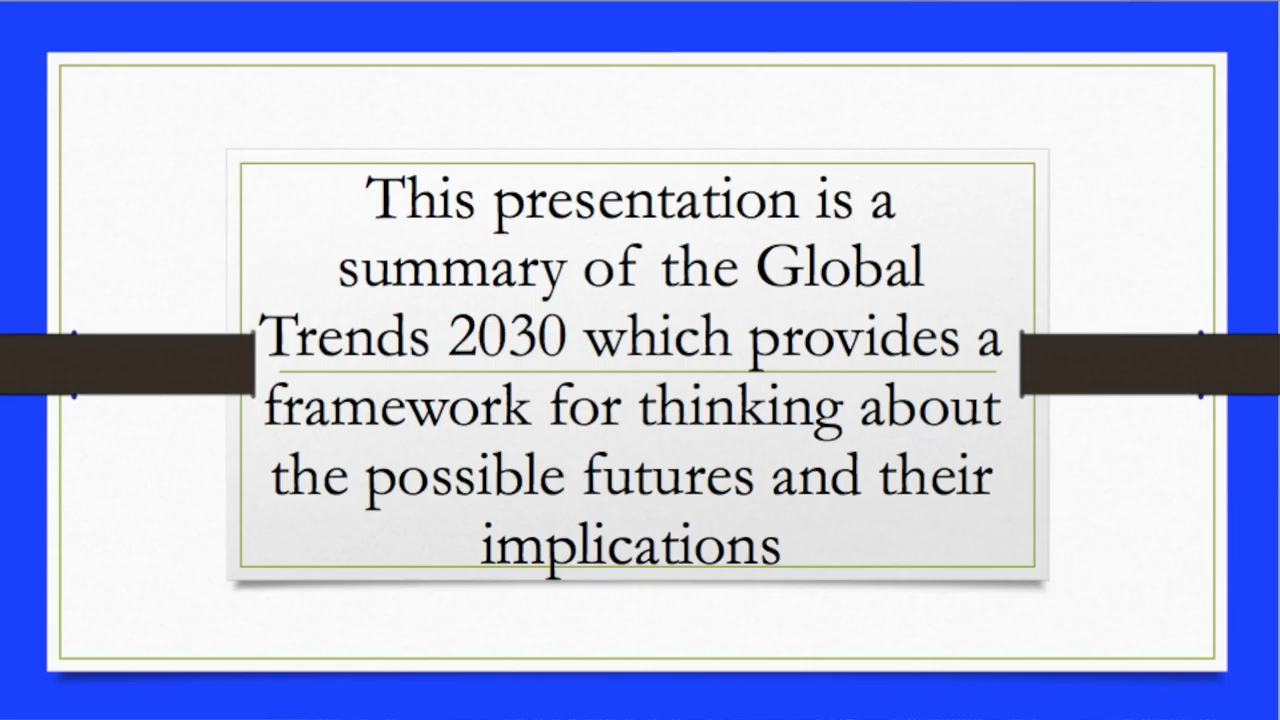 This presentation is a
summary of the Global
Trends 2030 which provides a
framework for thinking about
the possible futures and their
implications